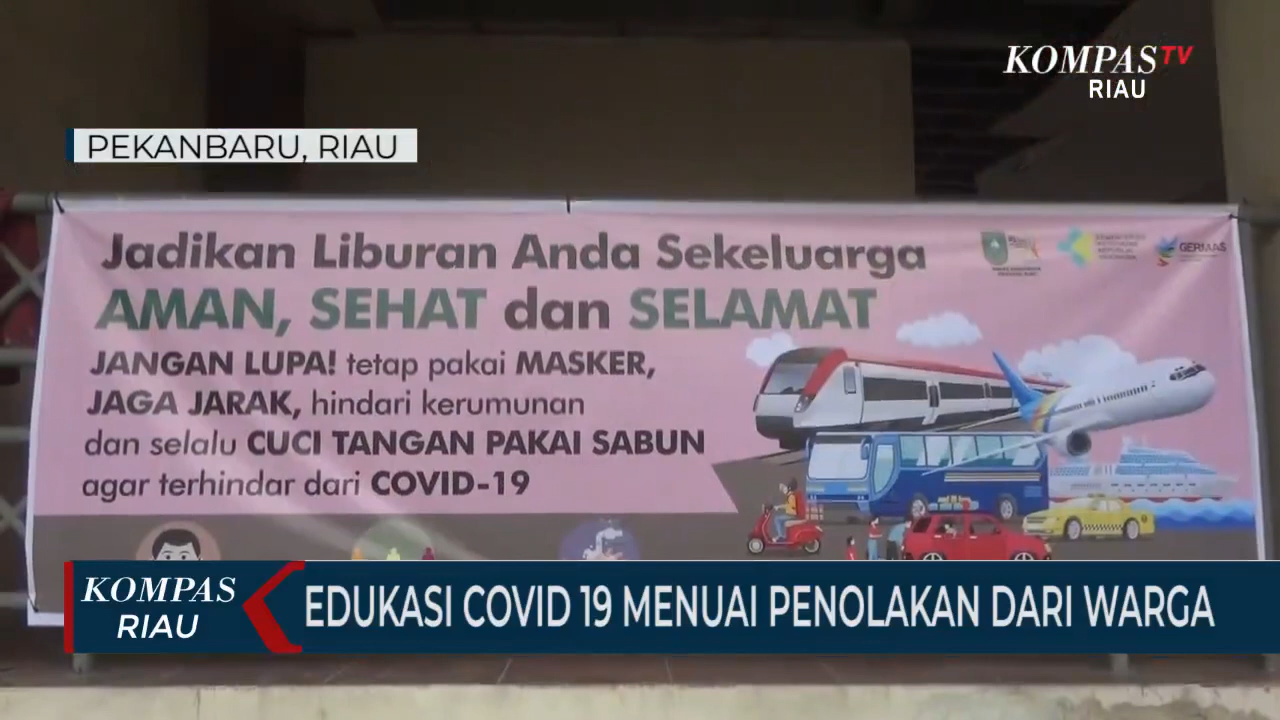 KOMPAS TV
RIAU
PEKANBARU, RIAU
Jadikan Liburan Anda Sekeluarga
AMAN, SEHAT dan SELAMAT
JANGAN LUPA! tetap pakai MASKER,
JAGA JARAK, hindari kerumunan
dan selalu CUCI TANGAN PAKAI SABUN
agar terhindar dari COVID-19
GERMAS
KOMPAS
RIAU
EDUKASI COVID 19 MENUAI PENOLAKAN DARI WARGA